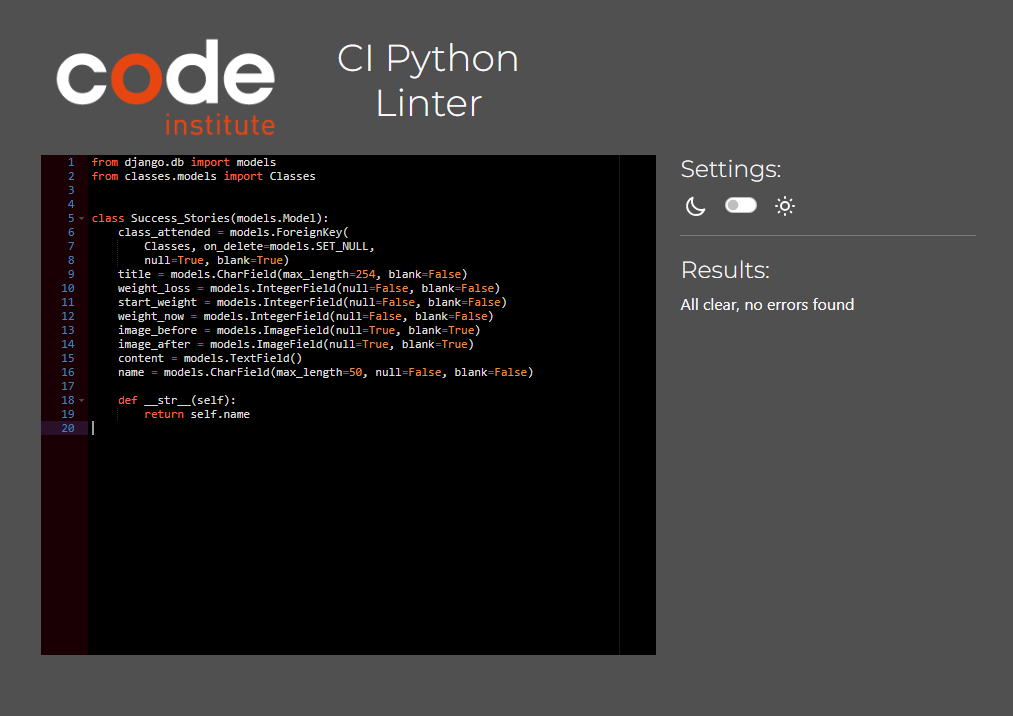 code
institute
CI Python
Linter
1 from django.db import models
2 from classes.models import Classes
3
4
5 class Success_Stories(models.Model):
6     class_attended = models.ForeignKey(
7         Classes, on_delete=models.SET_NULL,
8         null=True, blank=True)
9     title = models.CharField(max_length=254, blank=False)
10     weight_loss = models.IntegerField(null=False, blank=False)
11     start_weight = models.IntegerField(null=False, blank=False)
12     weight_now = models.IntegerField(null=False, blank=False)
13     image_before = models.ImageField(null=True, blank=True)
14     image_after = models.ImageField(null=True, blank=True)
15     content = models.TextField()
16     name = models.CharField(max_length=50, null=False, blank=False)
17
18     def __str__(self):
19         return self.name
20
Settings:
Results:
All clear, no errors found